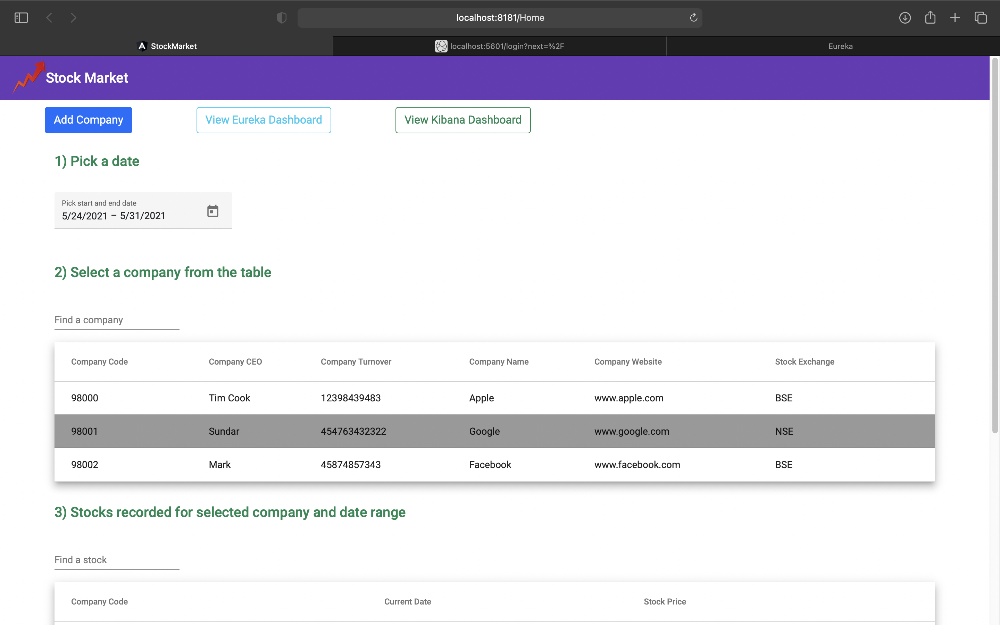 localhost:8181/Home
StockMarket
localhost:5601/login?next=%2F
Eureka
Stock Market
Add Company
View Eureka Dashboard
View Kibana Dashboard
1) Pick a date
Pick start and end date
5/24/2021 – 5/31/2021
2) Select a company from the table
Find a company
Company Code Company CEO Company Turnover Company Name Company Website Stock Exchange
98000 Tim Cook 12398439483 Apple www.apple.com BSE
98001 Sundar 454763432322 Google www.google.com NSE
98002 Mark 45874857343 Facebook www.facebook.com BSE
3) Stocks recorded for selected company and date range
Find a stock
Company Code Current Date Stock Price